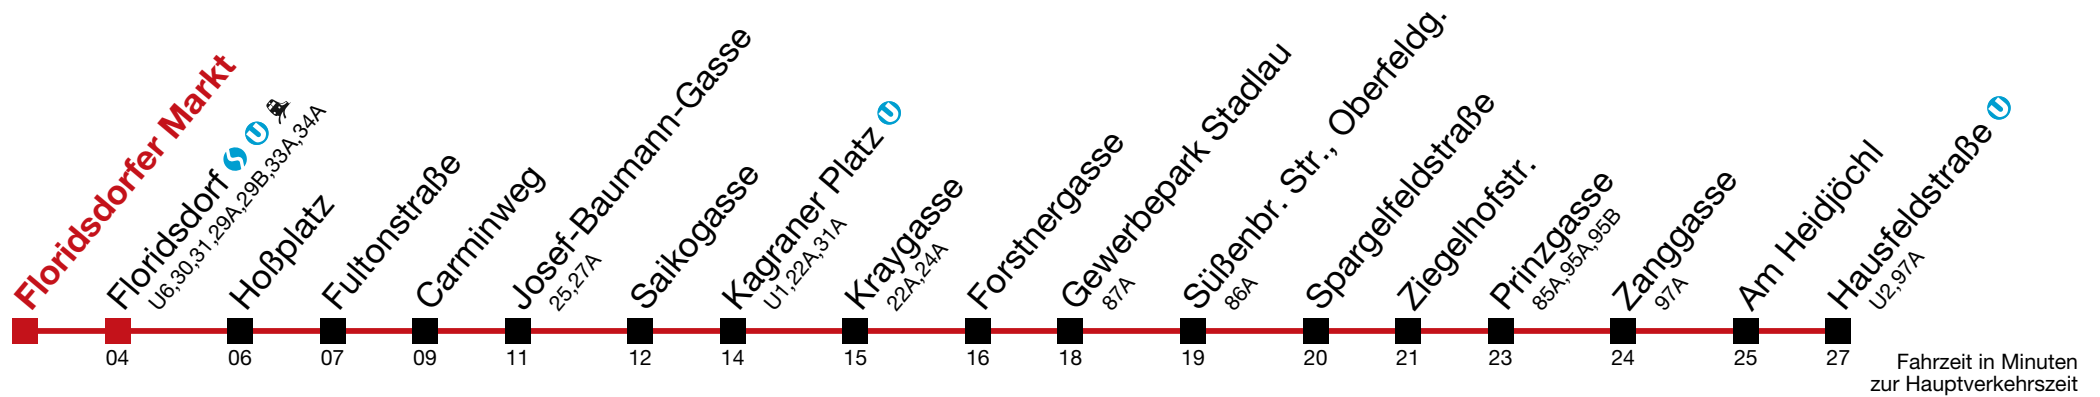 Floridsdorfer Markt
Floridsdorf
U6,30,31,29A,29B,33A,34A
Hoßplatz
Fultonstraße
Carminweg
Josef-Baumann-Gasse
25,27A
Saikogasse
Kagraner Platz U
U1,22A,31A
Kraygasse
22A,24A
Forstnergasse
Gewerbepark Stadlau
87A
Süßenbr. Str., Oberfeldg.
86A
Spargelfeldstraße
Ziegelhofstr.
Prinzgasse
85A,95A,95B
Zanggasse
97A
Am Heidjöchl
Hausfeldstraße U
U2,97A
04 06 07 09 11 12 14 15 16 18 19 20 21 23 24 25 27
Fahrzeit in Minuten
zur Hauptverkehrszeit